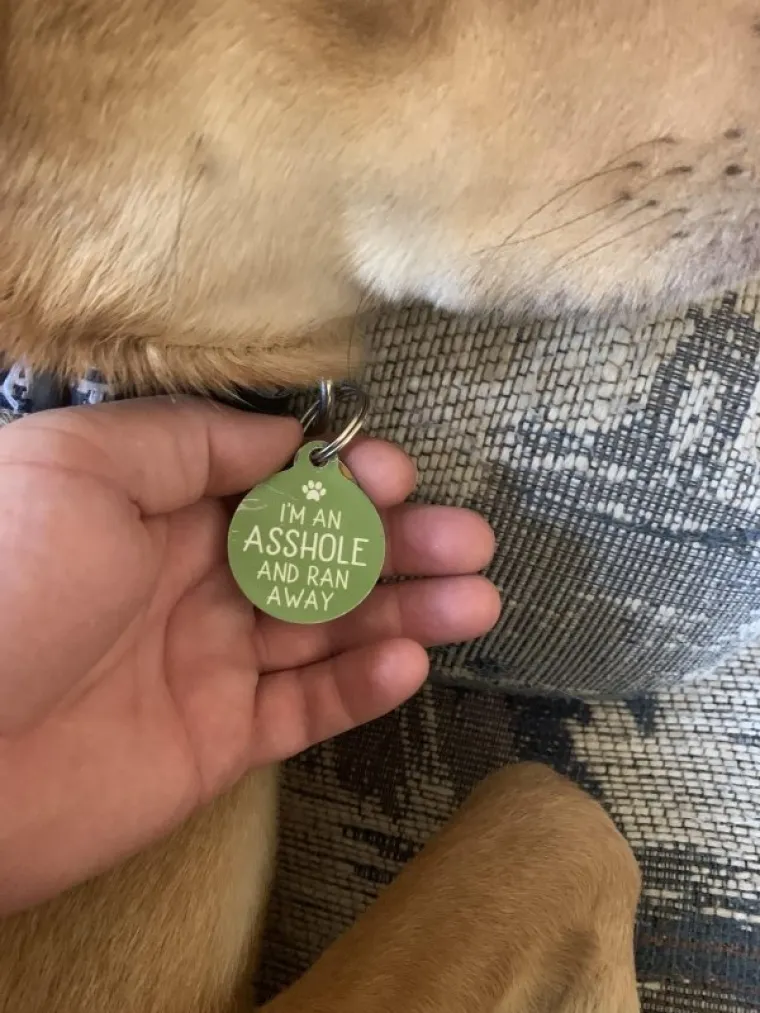 I'M AN
ASSHOLE
AND RAN
AWAY